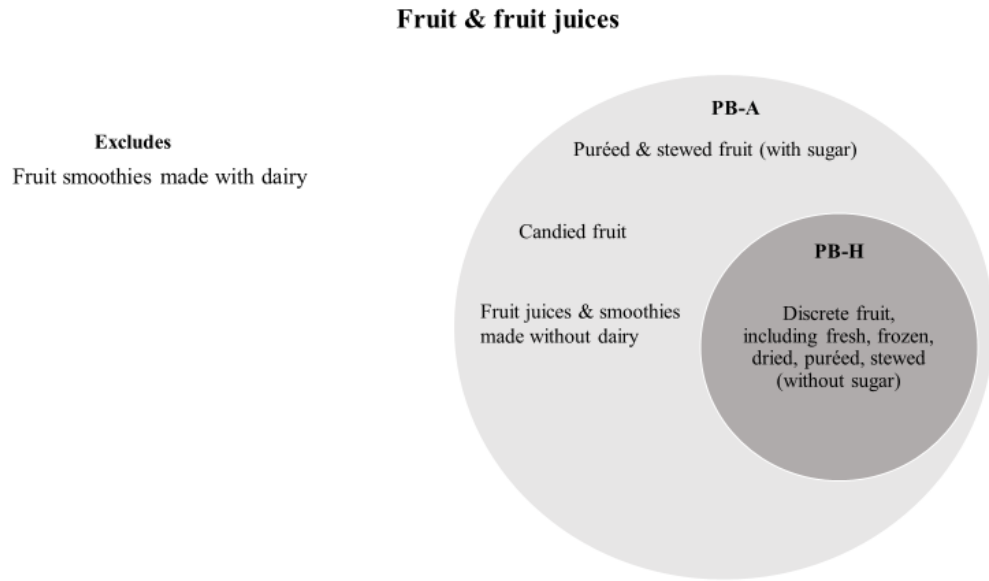 Fruit & fruit juices
Excludes
Fruit smoothies made with dairy
PB-A
Puréed & stewed fruit (with sugar)
Candied fruit
Fruit juices & smoothies
made without dairy
PB-H
Discrete fruit,
including fresh, frozen,
dried, puréed, stewed
(without sugar)